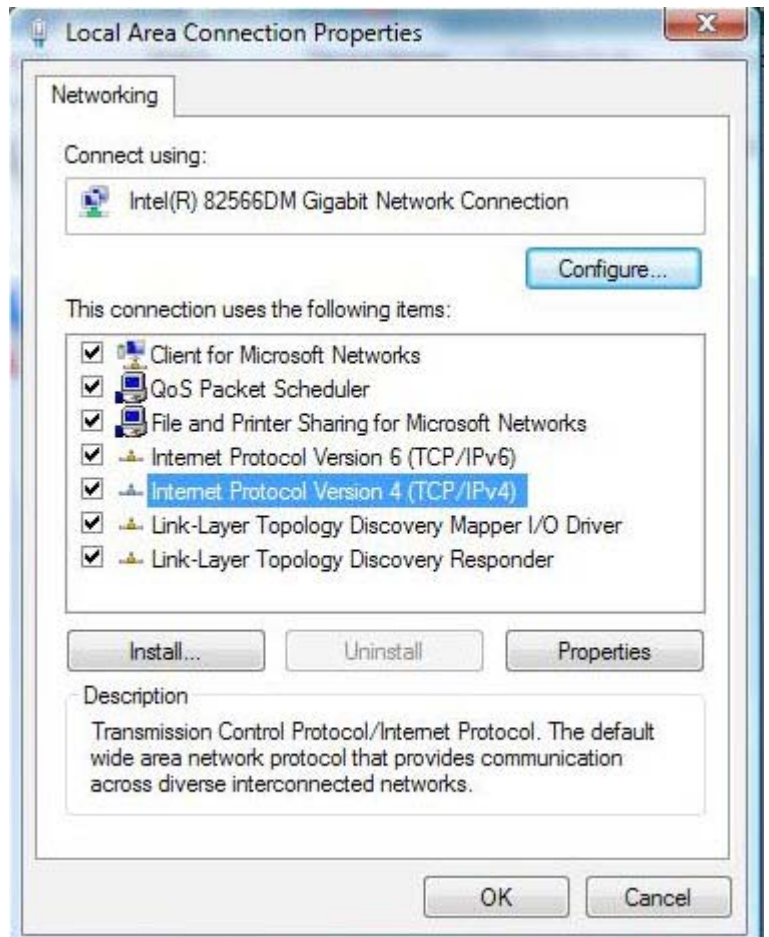 Local Area Connection Properties
Networking
Connect using:
Intel(R) 82566DM Gigabit Network Connection
Configure...
This connection uses the following items:
Client for Microsoft Networks
QoS Packet Scheduler
File and Printer Sharing for Microsoft Networks
Internet Protocol Version 6 (TCP/IPv6)
Internet Protocol Version 4 (TCP/IPv4)
Link-Layer Topology Discovery Mapper I/O Driver
Link-Layer Topology Discovery Responder
Install... Uninstall Properties
Description
Transmission Control Protocol/Internet Protocol. The default
wide area network protocol that provides communication
across diverse interconnected networks.
OK Cancel